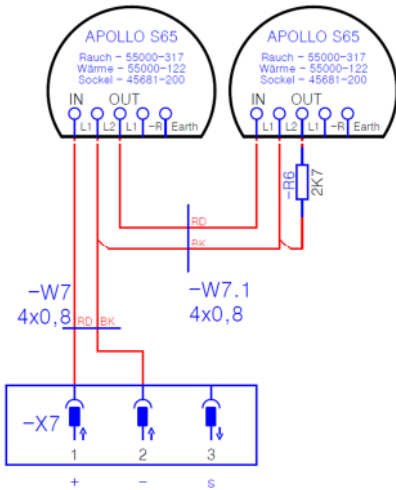 APOLLO S65
Rauch - 55000-317
Wärme - 55000-122
Sockel - 45681-200
IN OUT
L1 L2 L1 -R Earth
APOLLO S65
Rauch - 55000-317
Wärme - 55000-122
Sockel - 45681-200
IN OUT
L1 L2 L1 -R Earth
-R6
2K7
RD
BK
-W7.1
4x0,8
-W7
4x0,8
RD BK
-X7
1 2 3
+ - s